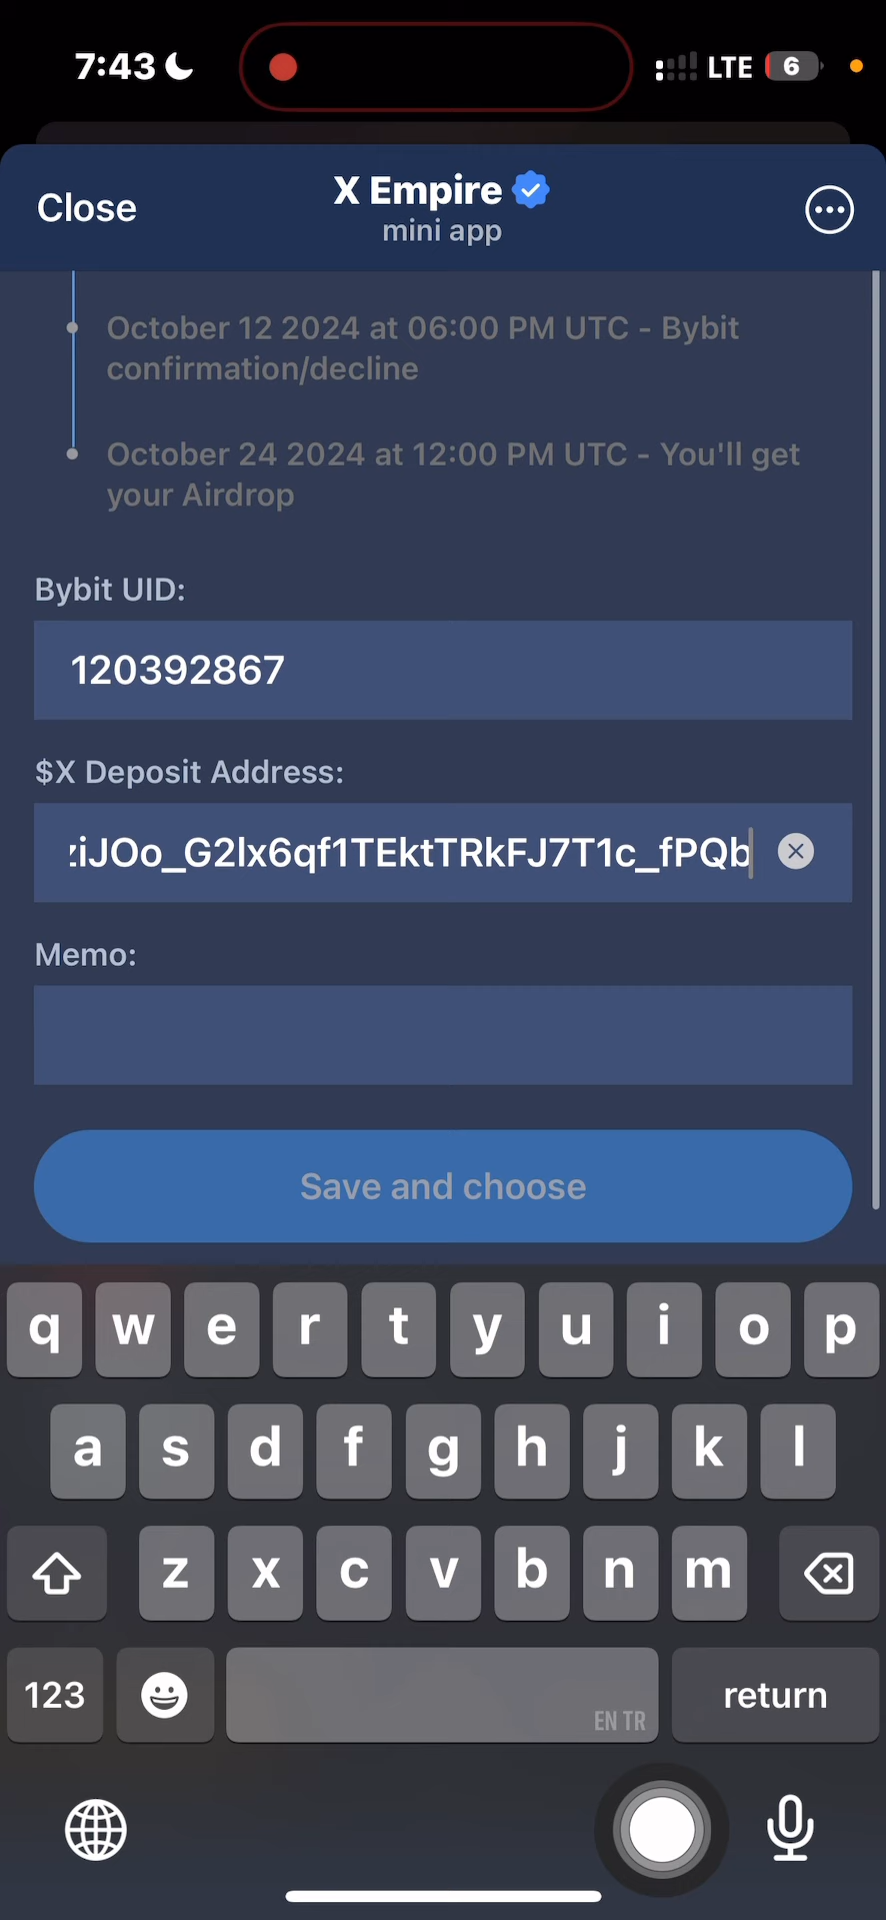 7:43
LTE
6
Close
X Empire
mini app
October 12 2024 at 06:00 PM UTC - Bybit
confirmation/decline
October 24 2024 at 12:00 PM UTC - You'll get
your Airdrop
Bybit UID:
120392867
$X Deposit Address:
ziJOo_G2lx6qf1TEktTRkFJ7T1c_fPQb
Memo:
Save and choose
q w e r t y u i o p
a s d f g h j k l
z x c v b n m
123
EN TR
return